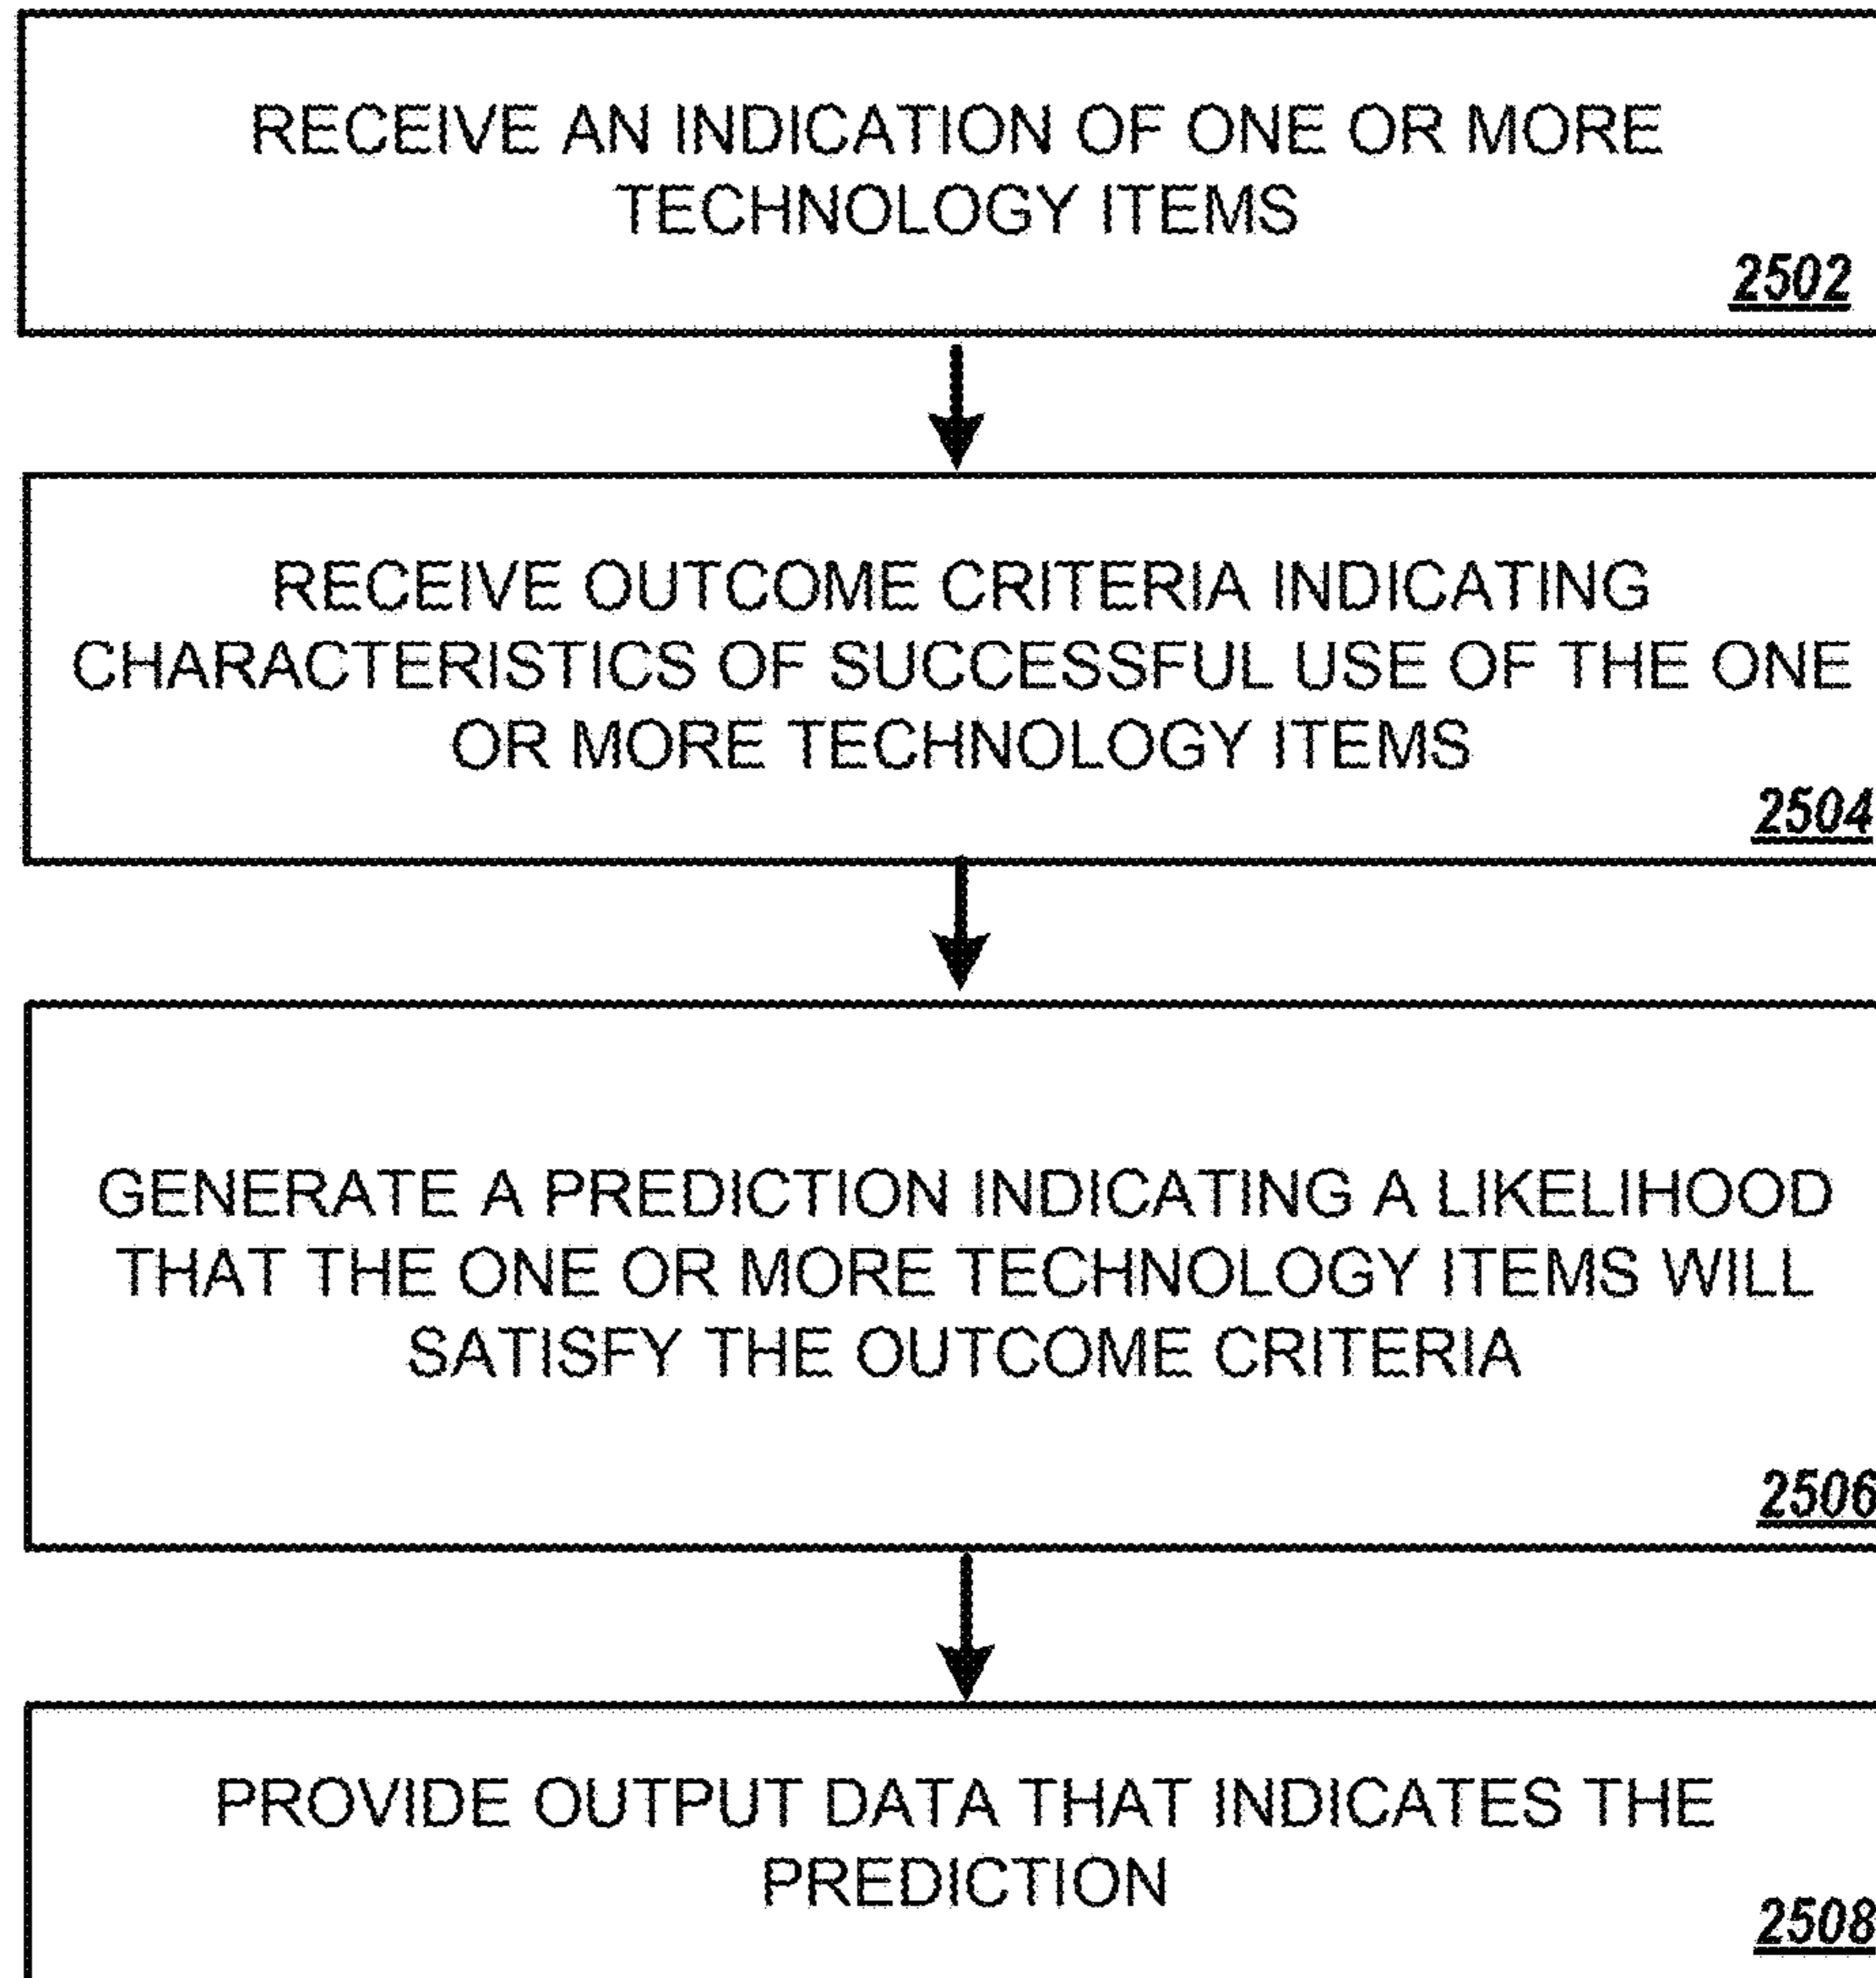 RECEIVE AN INDICATION OF ONE OR MORE
TECHNOLOGY ITEMS
2502
RECEIVE OUTCOME CRITERIA INDICATING
CHARACTERISTICS OF SUCCESSFUL USE OF THE ONE
OR MORE TECHNOLOGY ITEMS
2504
GENERATE A PREDICTION INDICATING A LIKELIHOOD
THAT THE ONE OR MORE TECHNOLOGY ITEMS WILL
SATISFY THE OUTCOME CRITERIA
2506
PROVIDE OUTPUT DATA THAT INDICATES THE
PREDICTION
2508